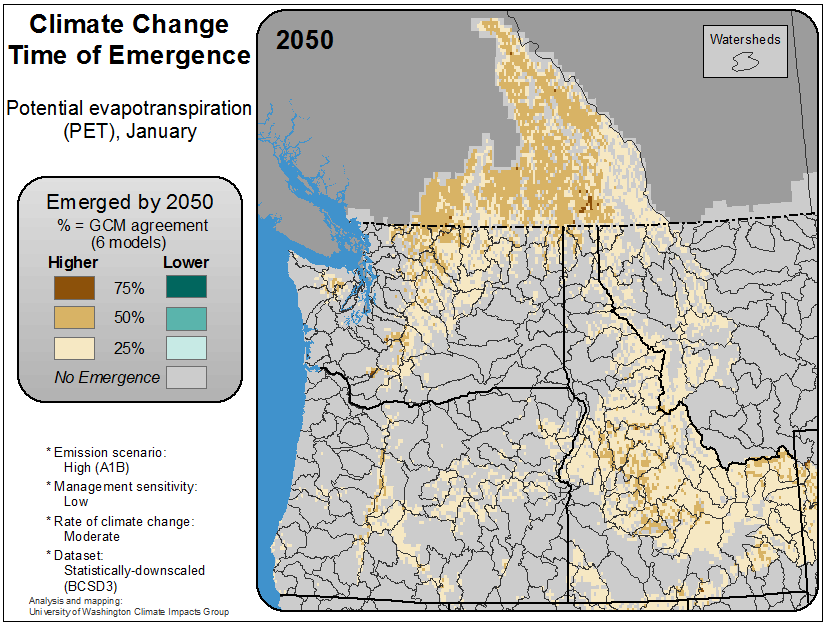 Climate Change
Time of Emergence
Potential evapotranspiration
(PET), January
Emerged by 2050
% = GCM agreement
(6 models)
Higher Lower
75%
50%
25%
No Emergence
* Emission scenario:
High (A1B)
* Management sensitivity:
Low
* Rate of climate change:
Moderate
* Dataset:
Statistically-downscaled
(BCSD3)
Analysis and mapping:
University of Washington Climate Impacts Group
2050
Watersheds